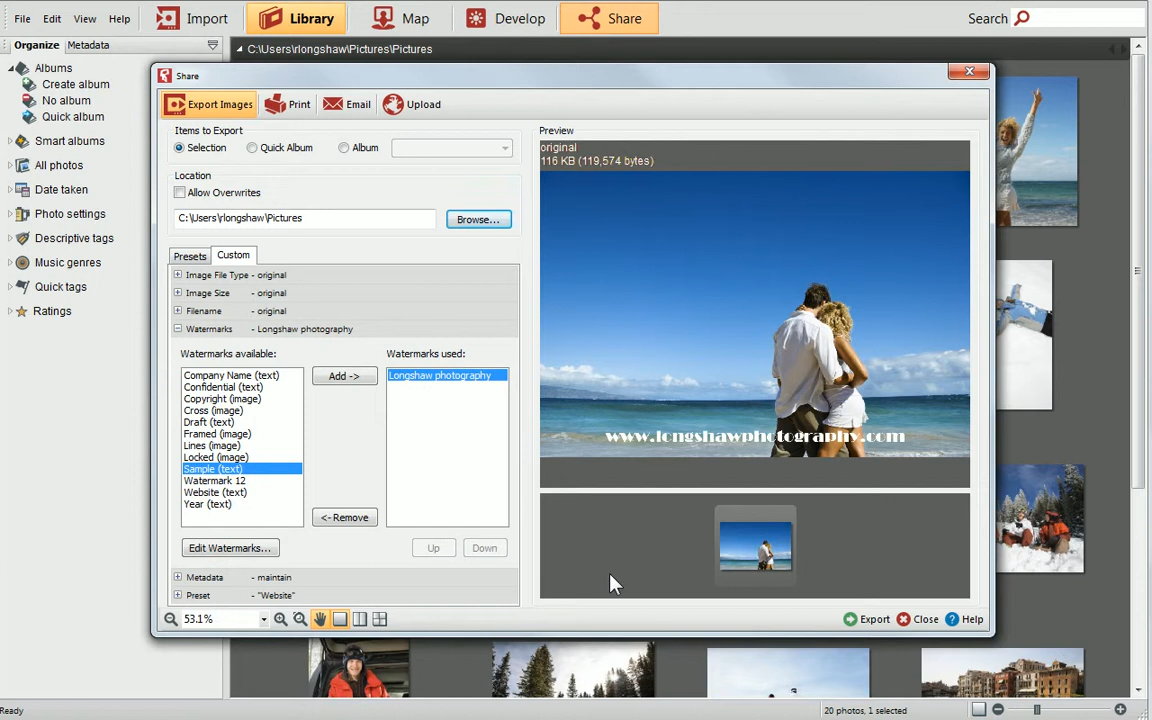 File Edit View Help Import Library Map Develop Share Search
Organize Metadata
C:\Users\rlongshaw\Pictures\Pictures
Albums
Create album
No album
Quick album
Smart albums
All photos
Date taken
Photo settings
Descriptive tags
Music genres
Quick tags
Ratings
Share
Export Images Print Email Upload
Items to Export
Selection Quick Album Album
Location
Allow Overwrites
C:\Users\rlongshaw\Pictures
Browse...
Presets Custom
Image File Type - original
Image Size - original
Filename - original
Watermarks - Longshaw photography
Watermarks available:
Company Name (text)
Confidential (text)
Copyright (image)
Cross (image)
Draft (text)
Framed (image)
Lines (image)
Locked (image)
Sample (text)
Watermark 12
Website (text)
Year (text)
Add ->
<- Remove
Watermarks used:
Longshaw photography
Edit Watermarks...
Up Down
Metadata - maintain
Preset - "Website"
53.1%
Preview
original
116 KB (119,574 bytes)
www.longshawphotography.com
Export Close Help
Ready
20 photos, 1 selected